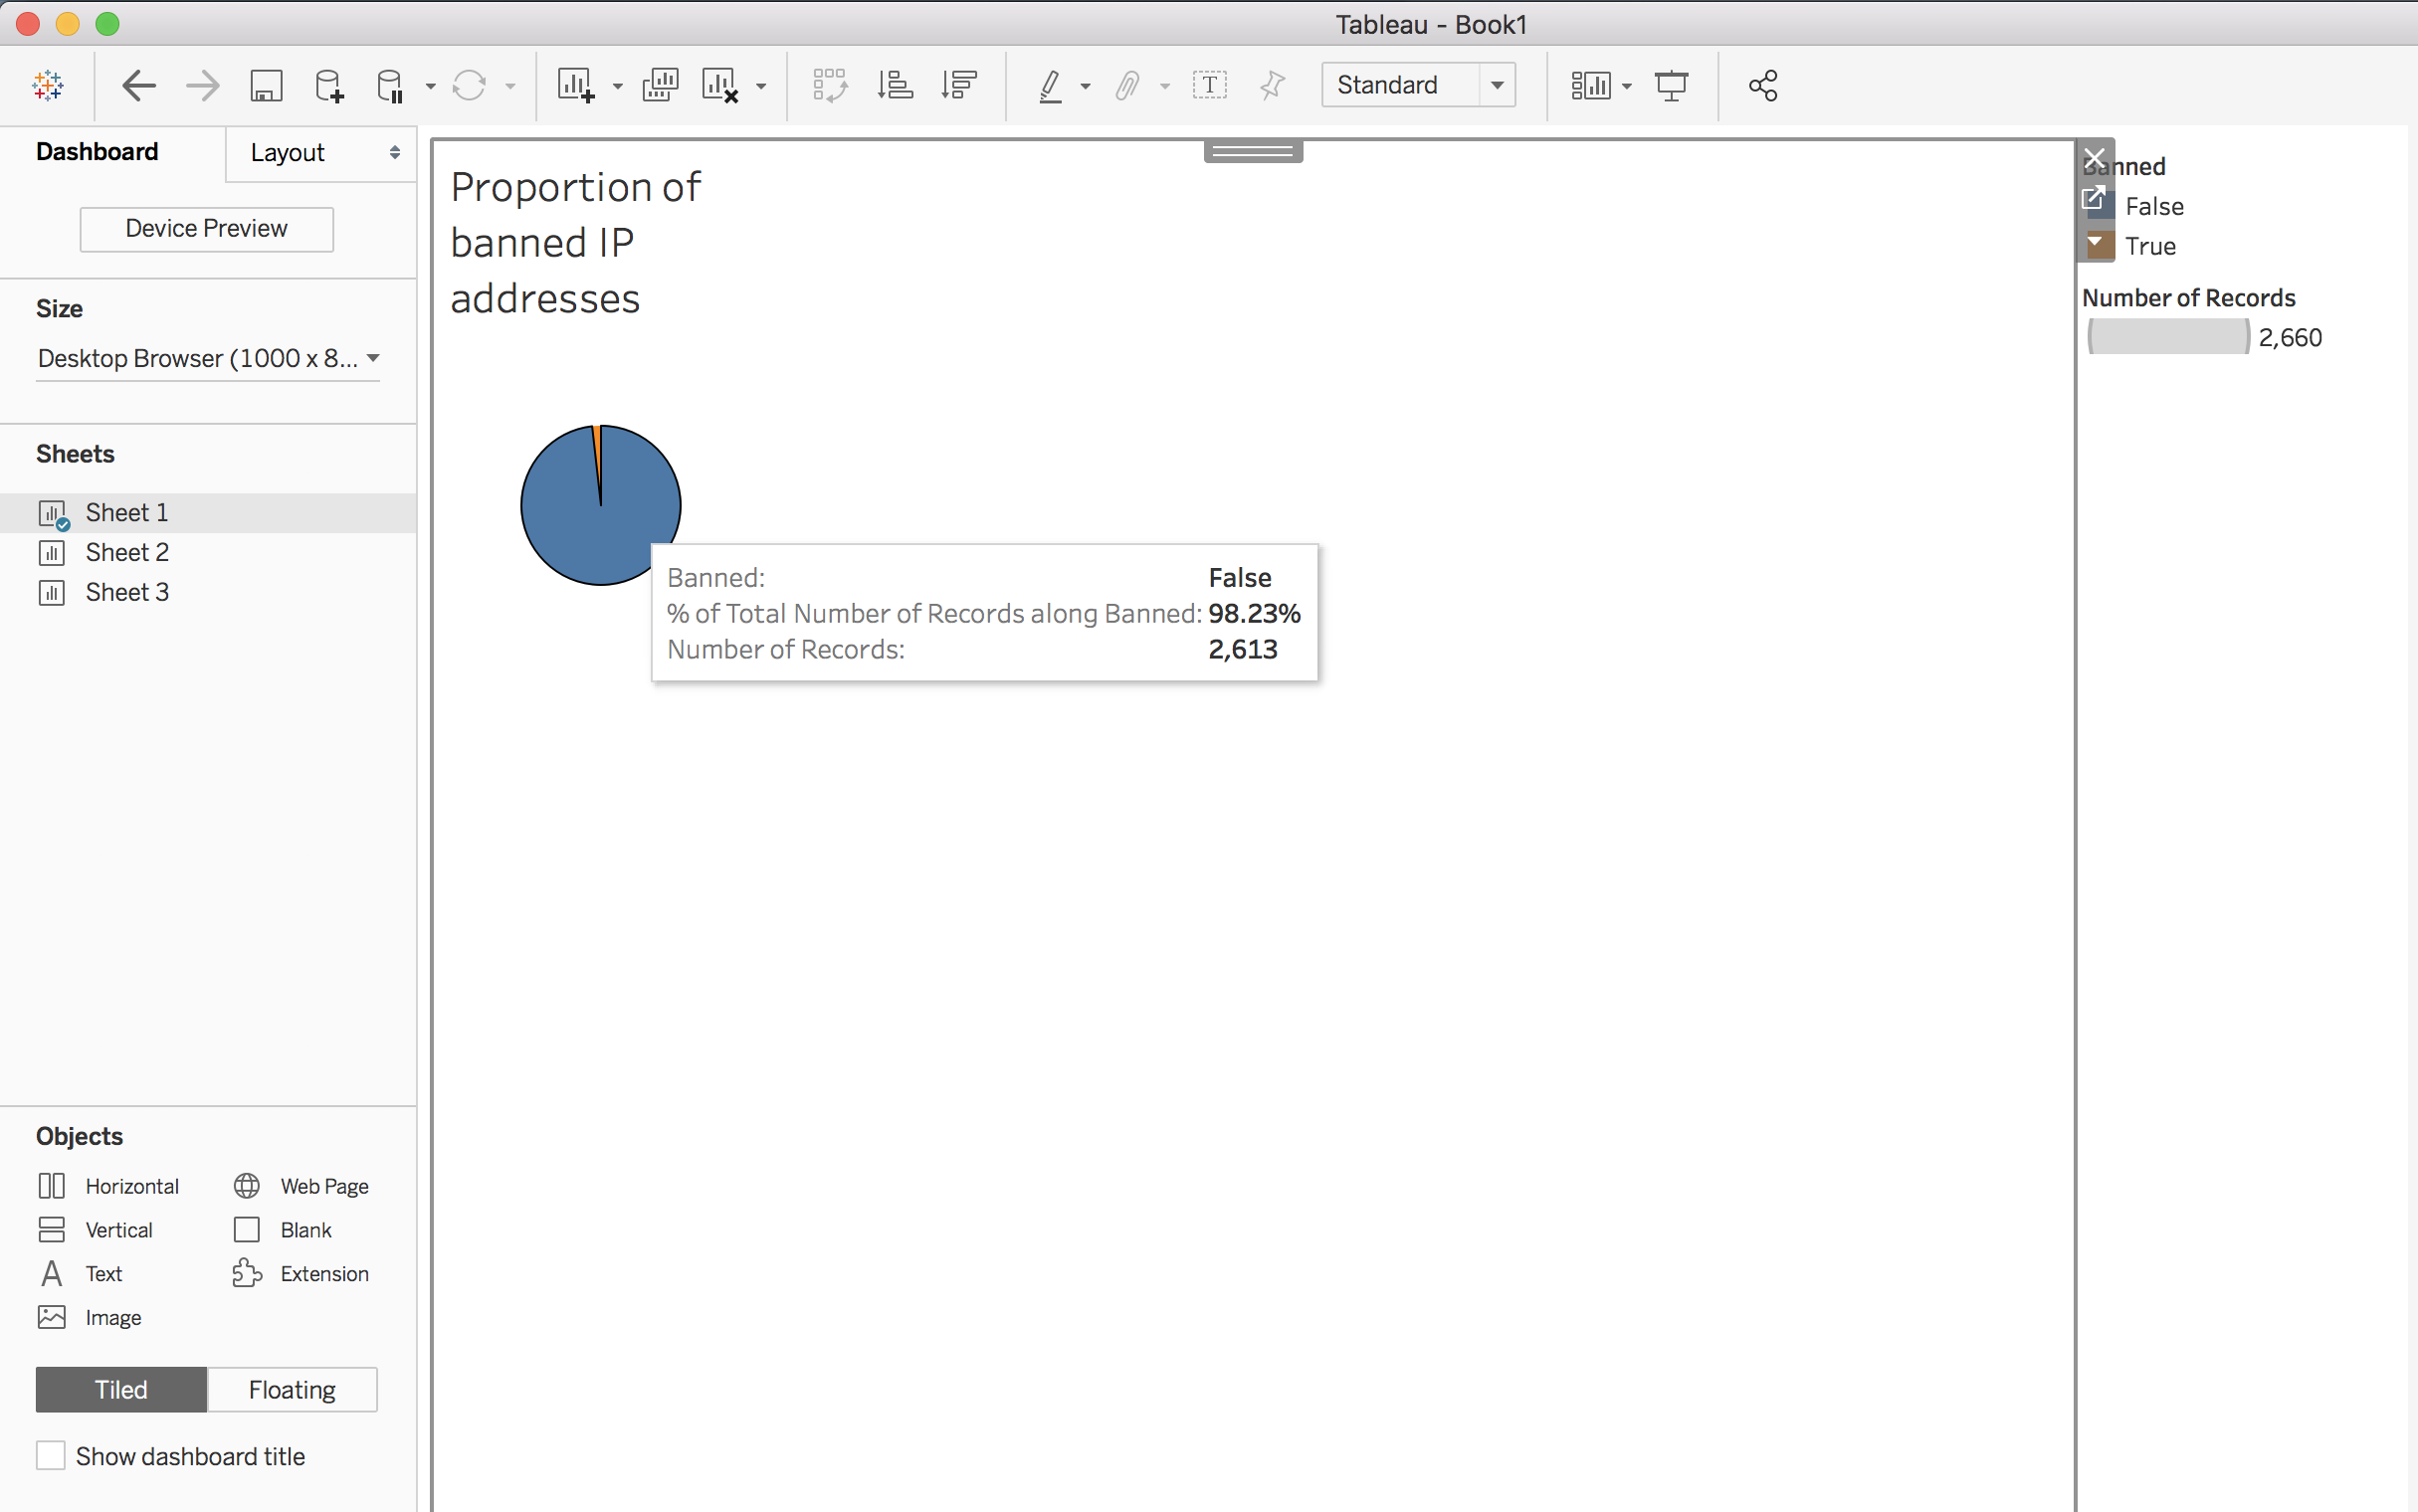 Tableau - Book1
Standard
Dashboard
Layout
Device Preview
Size
Desktop Browser (1000 x 8...
Sheets
Sheet 1
Sheet 2
Sheet 3
Objects
Horizontal
Web Page
Vertical
Blank
Text
Extension
Image
Tiled
Floating
Show dashboard title
Proportion of
banned IP
addresses
Banned: False
% of Total Number of Records along Banned: 98.23%
Number of Records: 2,613
Banned
False
True
Number of Records
2,660